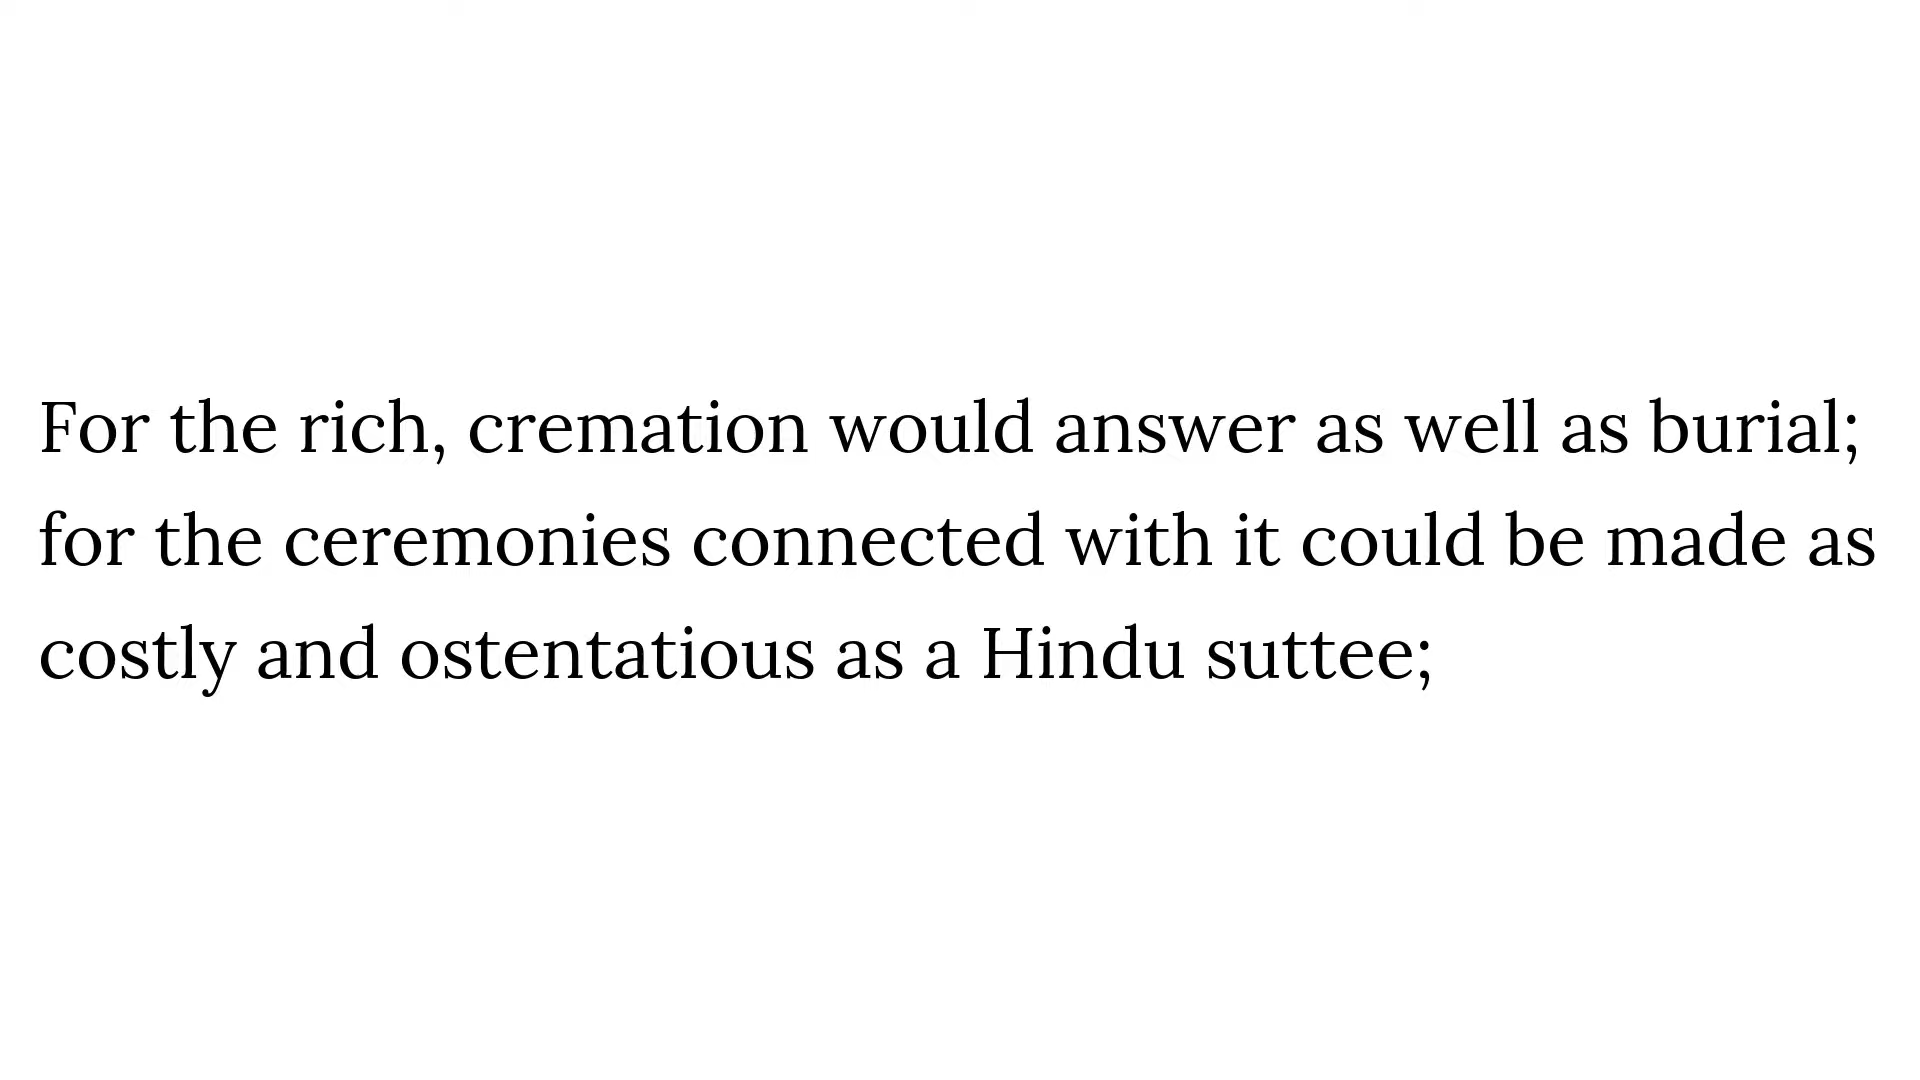 For the rich, cremation would answer as well as burial;
for the ceremonies connected with it could be made as
costly and ostentatious as a Hindu suttee;